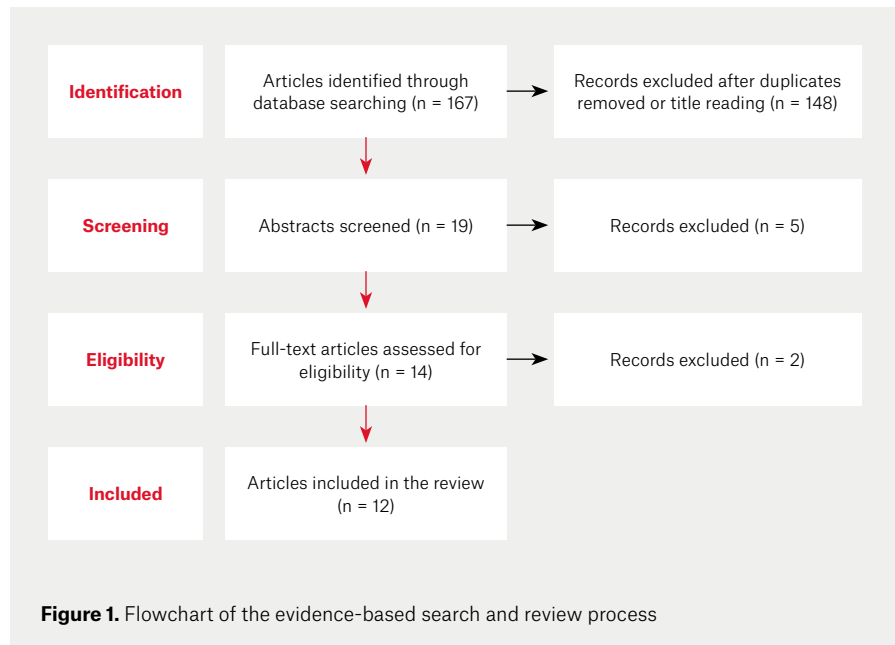 Identification
Articles identified through
database searching (n = 167)
Records excluded after duplicates
removed or title reading (n = 148)
Screening
Abstracts screened (n = 19)
Records excluded (n = 5)
Eligibility
Full-text articles assessed for
eligibility (n = 14)
Records excluded (n = 2)
Included
Articles included in the review
(n = 12)
Figure 1. Flowchart of the evidence-based search and review process